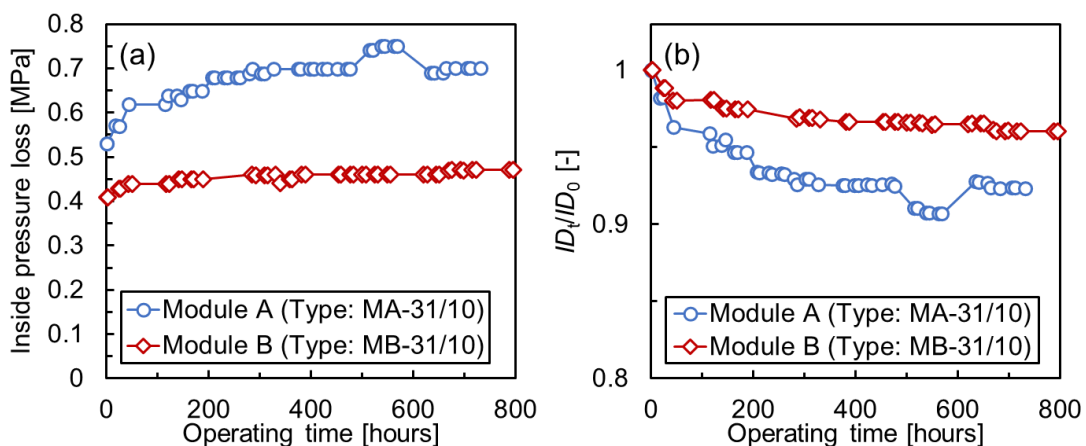 (a)
Inside pressure loss [MPa]
0.8
0.7
0.6
0.5
0.4
0.3
0.2
0.1
0
0 200 400 600 800
Operating time [hours]
Module A (Type: MA-31/10)
Module B (Type: MB-31/10)
(b)
IDt/ID0 [-]
1
0.9
0.8
0 200 400 600 800
Operating time [hours]
Module A (Type: MA-31/10)
Module B (Type: MB-31/10)